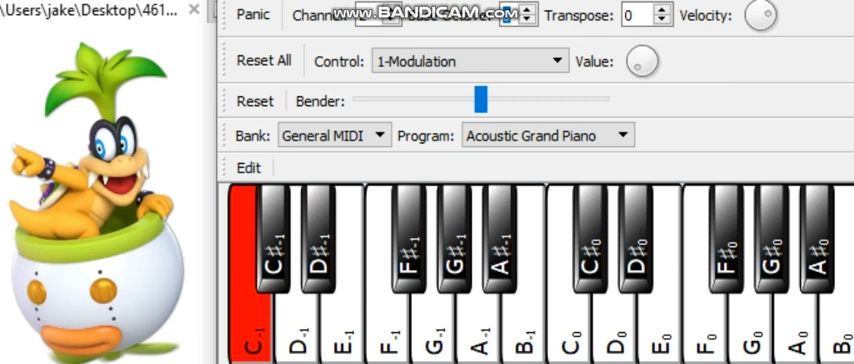 \Users\jake\Desktop\461...
Panic Channel: Transpose: 0 Velocity:
www.BANDICAM.com
Reset All Control: 1-Modulation Value:
Reset Bender:
Bank: General MIDI Program: Acoustic Grand Piano
Edit
C♯-1 D♯-1 F♯-1 G♯-1 A♯-1 C♯0 D♯0 F♯0 G♯0 A♯0
C-1 D-1 E-1 F-1 G-1 A-1 B-1 C0 D0 E0 F0 G0 A0 B0